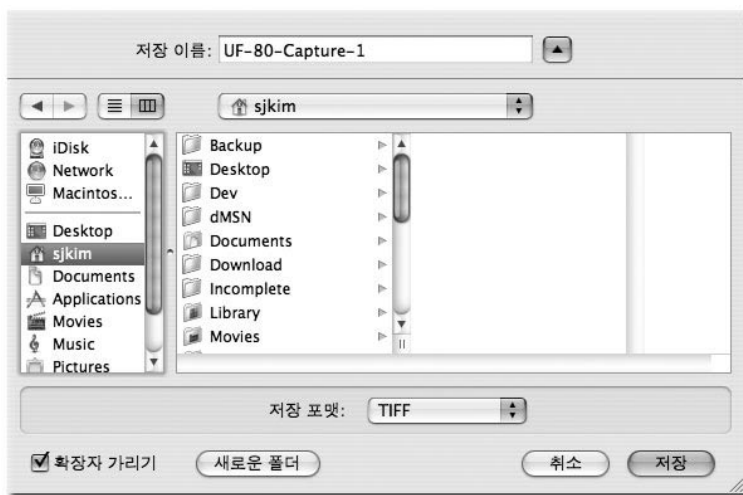 저장 이름: UF-80-Capture-1
sjkim
iDisk
Network
Macintos...
Desktop
sjkim
Documents
Applications
Movies
Music
Pictures
Backup
Desktop
Dev
dMSN
Documents
Download
Incomplete
Library
Movies
저장 포맷: TIFF
확장자 가리기
새로운 폴더
취소
저장